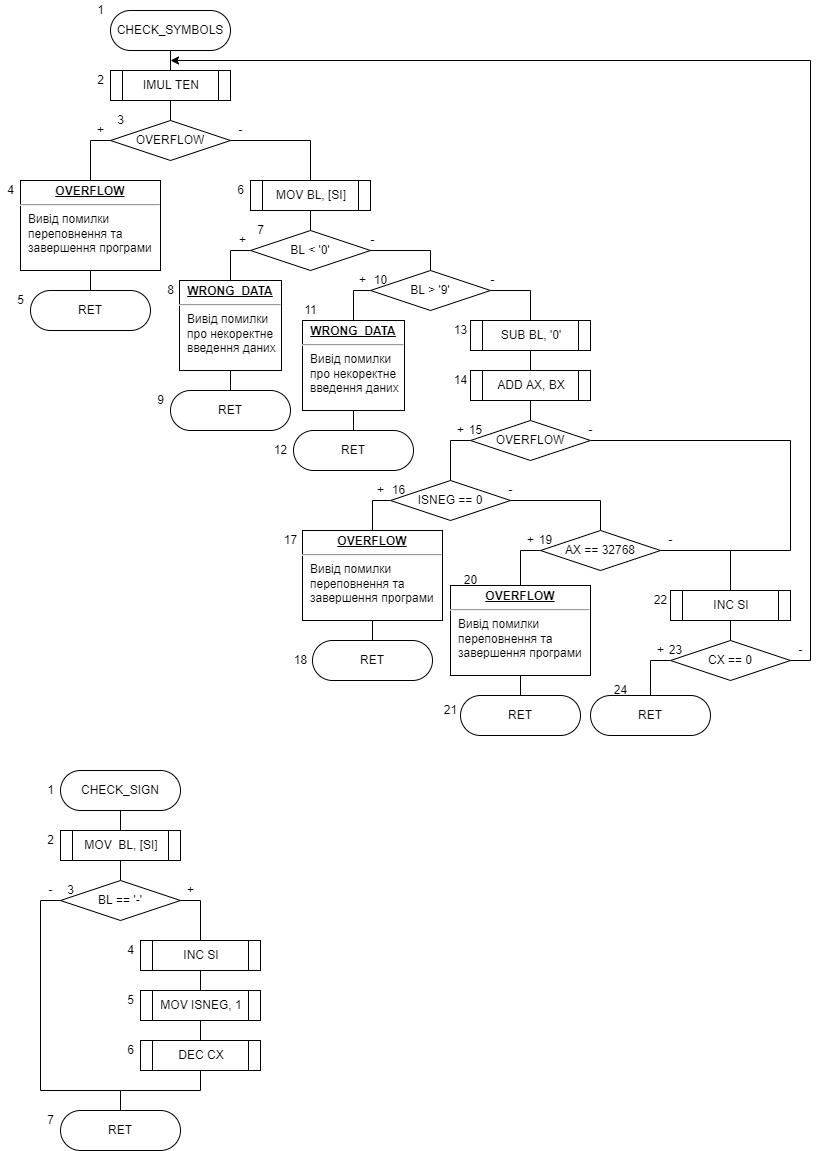 1
CHECK_SYMBOLS
2
IMUL TEN
3
+
OVERFLOW
-
4
OVERFLOW
Вивід помилки
переповнення та
завершення програми
5
RET
6
MOV BL, [SI]
7
+
BL < '0'
-
8
WRONG_DATA
Вивід помилки
про некоректне
введення даних
9
RET
+
10
BL > '9'
-
11
WRONG_DATA
Вивід помилки
про некоректне
введення даних
12
RET
13
SUB BL, '0'
14
ADD AX, BX
+
15
OVERFLOW
-
+
16
ISNEG == 0
-
17
OVERFLOW
Вивід помилки
переповнення та
завершення програми
18
RET
+
19
AX == 32768
-
20
OVERFLOW
Вивід помилки
переповнення та
завершення програми
21
RET
22
INC SI
+
23
CX == 0
-
24
RET
1
CHECK_SIGN
2
MOV  BL, [SI]
-
3
BL == '-'
+
4
INC SI
5
MOV ISNEG, 1
6
DEC CX
7
RET